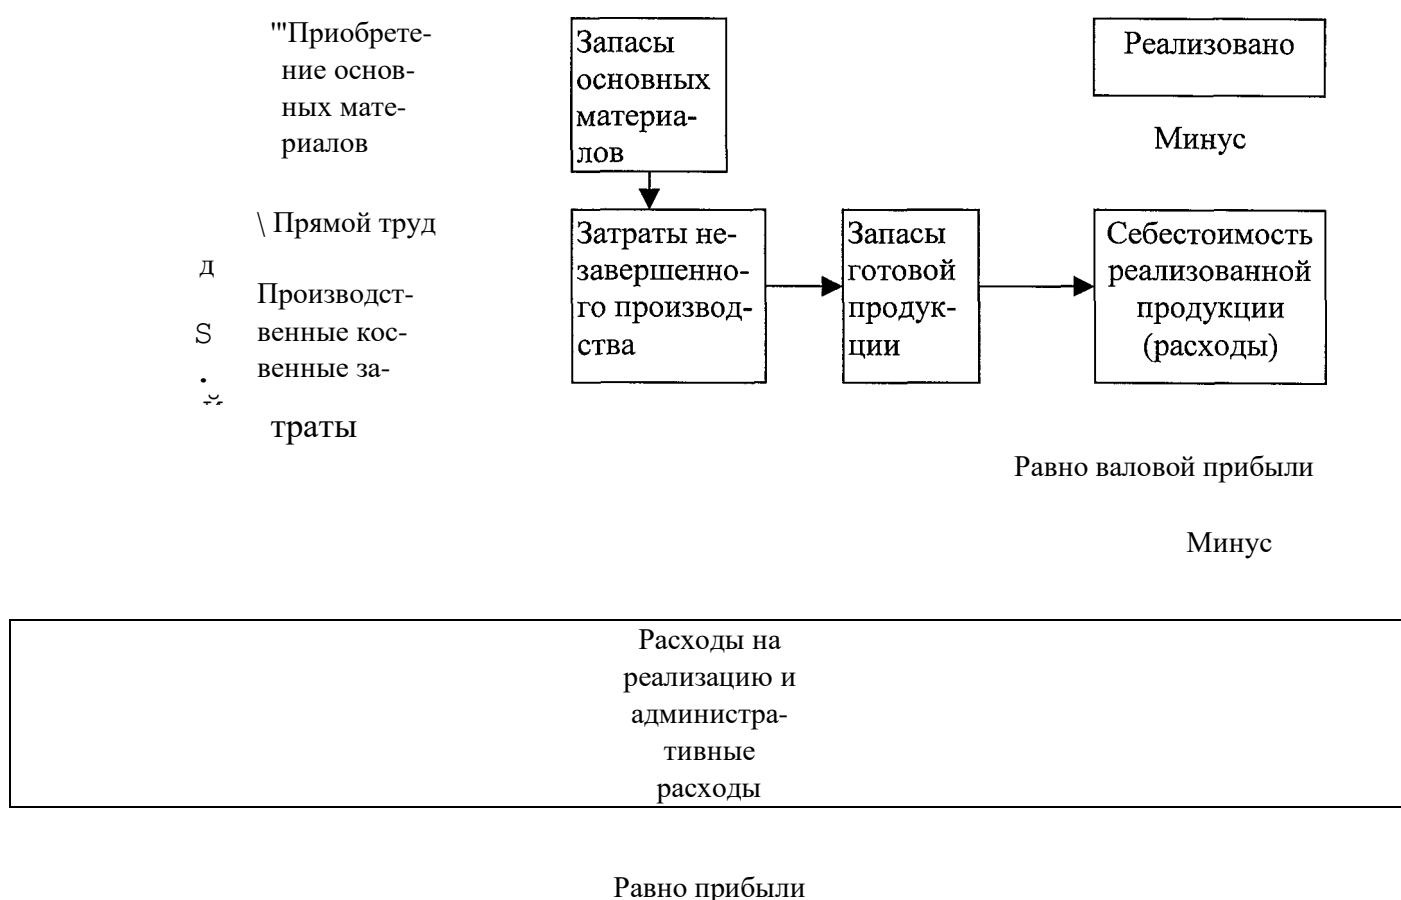 '"Приобрете-
ние основ-
ных мате-
риалов
Запасы
основных
материа-
лов
Реализовано
Минус
\ Прямой труд
д
Производст-
S венные кос-
. венные за-
траты
Затраты не-
завершенно-
го производ-
ства
Запасы
готовой
продук-
ции
Себестоимость
реализованной
продукции
(расходы)
Равно валовой прибыли
Минус
Расходы на
реализацию и
администра-
тивные
расходы
Равно прибыли